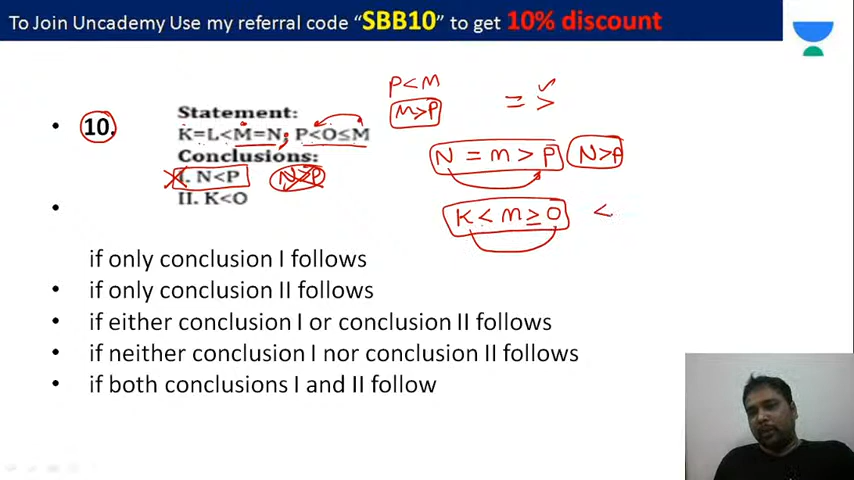 To Join Uncademy Use my referral code “SBB10” to get 10% discount
P<M
M>P
= >
• 10.
Statement:
K=L<M=N; P<O≤M
Conclusions:
I. N<P
N>P
II. K<O
N = m > P
N>P
K < m ≥ O
<
if only conclusion I follows
• if only conclusion II follows
• if either conclusion I or conclusion II follows
• if neither conclusion I nor conclusion II follows
• if both conclusions I and II follow